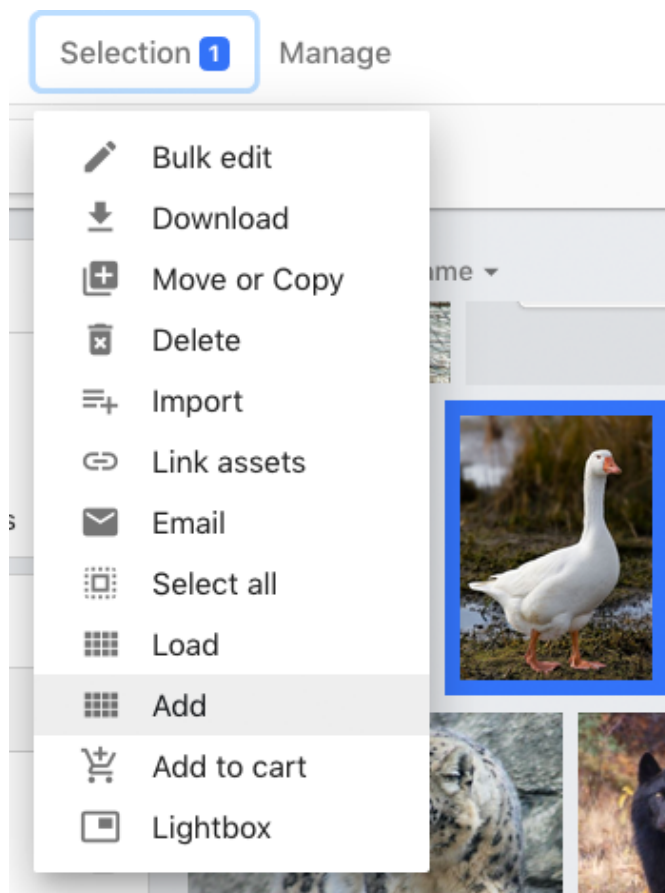 Selection 1 Manage
Bulk edit
Download
Move or Copy
Delete
Import
Link assets
Email
Select all
Load
Add
Add to cart
Lightbox